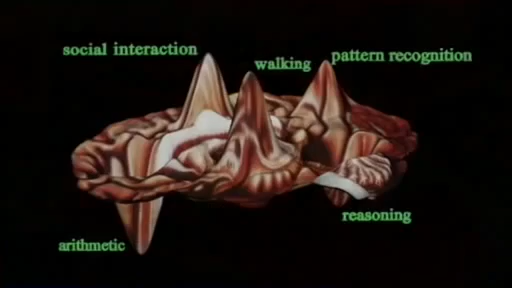 social interaction
walking
pattern recognition
reasoning
arithmetic